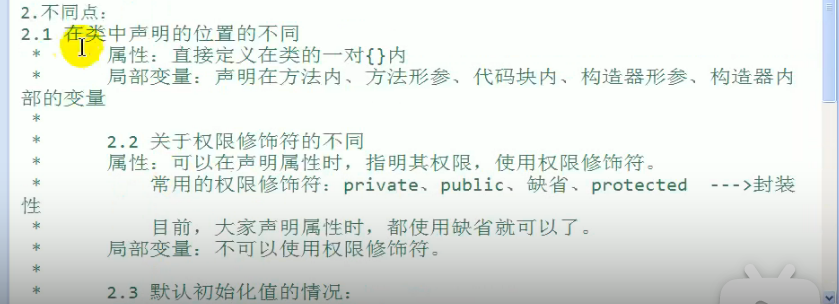 2.不同点:
2.1 在类中声明的位置的不同
* 属性: 直接定义在类的一对{}内
* 局部变量: 声明在方法内、方法形参、代码块内、构造器形参、构造器内
部的变量
*
* 2.2 关于权限修饰符的不同
* 属性: 可以在声明属性时, 指明其权限, 使用权限修饰符。
* 常用的权限修饰符: private、public、缺省、protected --->封装
性
* 目前, 大家声明属性时, 都使用缺省就可以了。
* 局部变量: 不可以使用权限修饰符。
*
* 2.3 默认初始化值的情况: